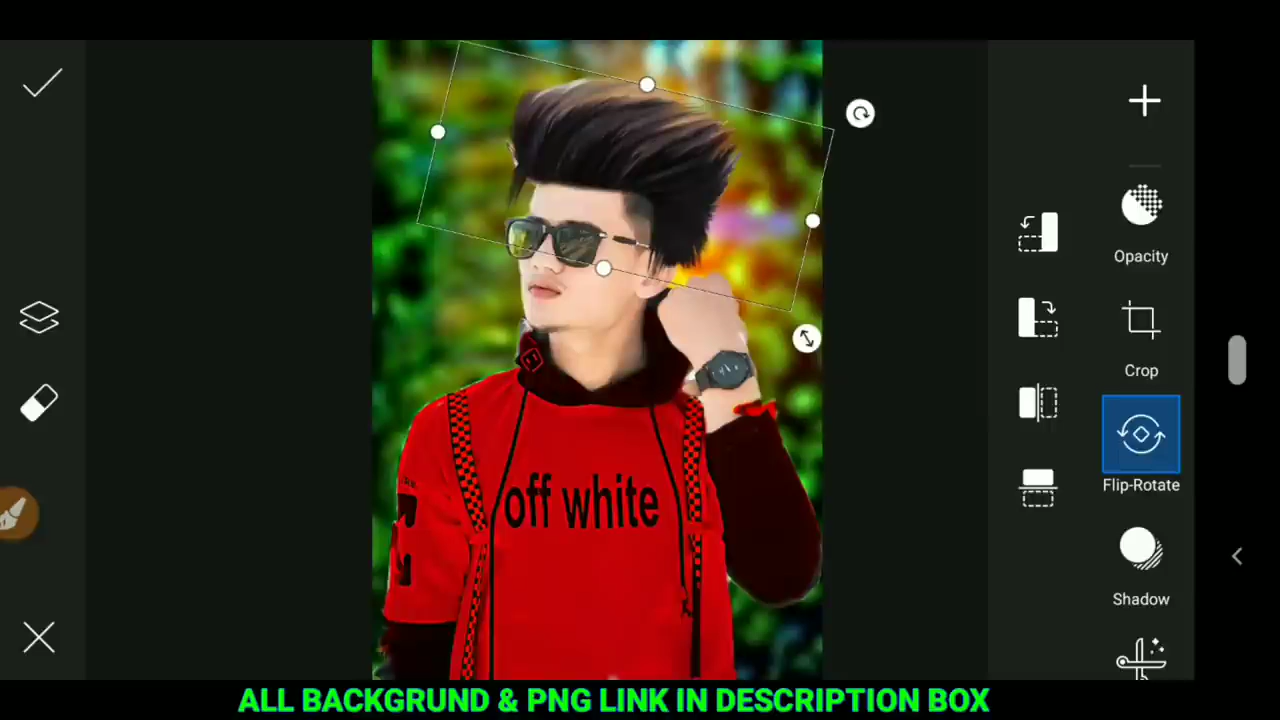 Opacity
Crop
Flip-Rotate
Shadow
off white
ALL BACKGRUND & PNG LINK IN DESCRIPTION BOX